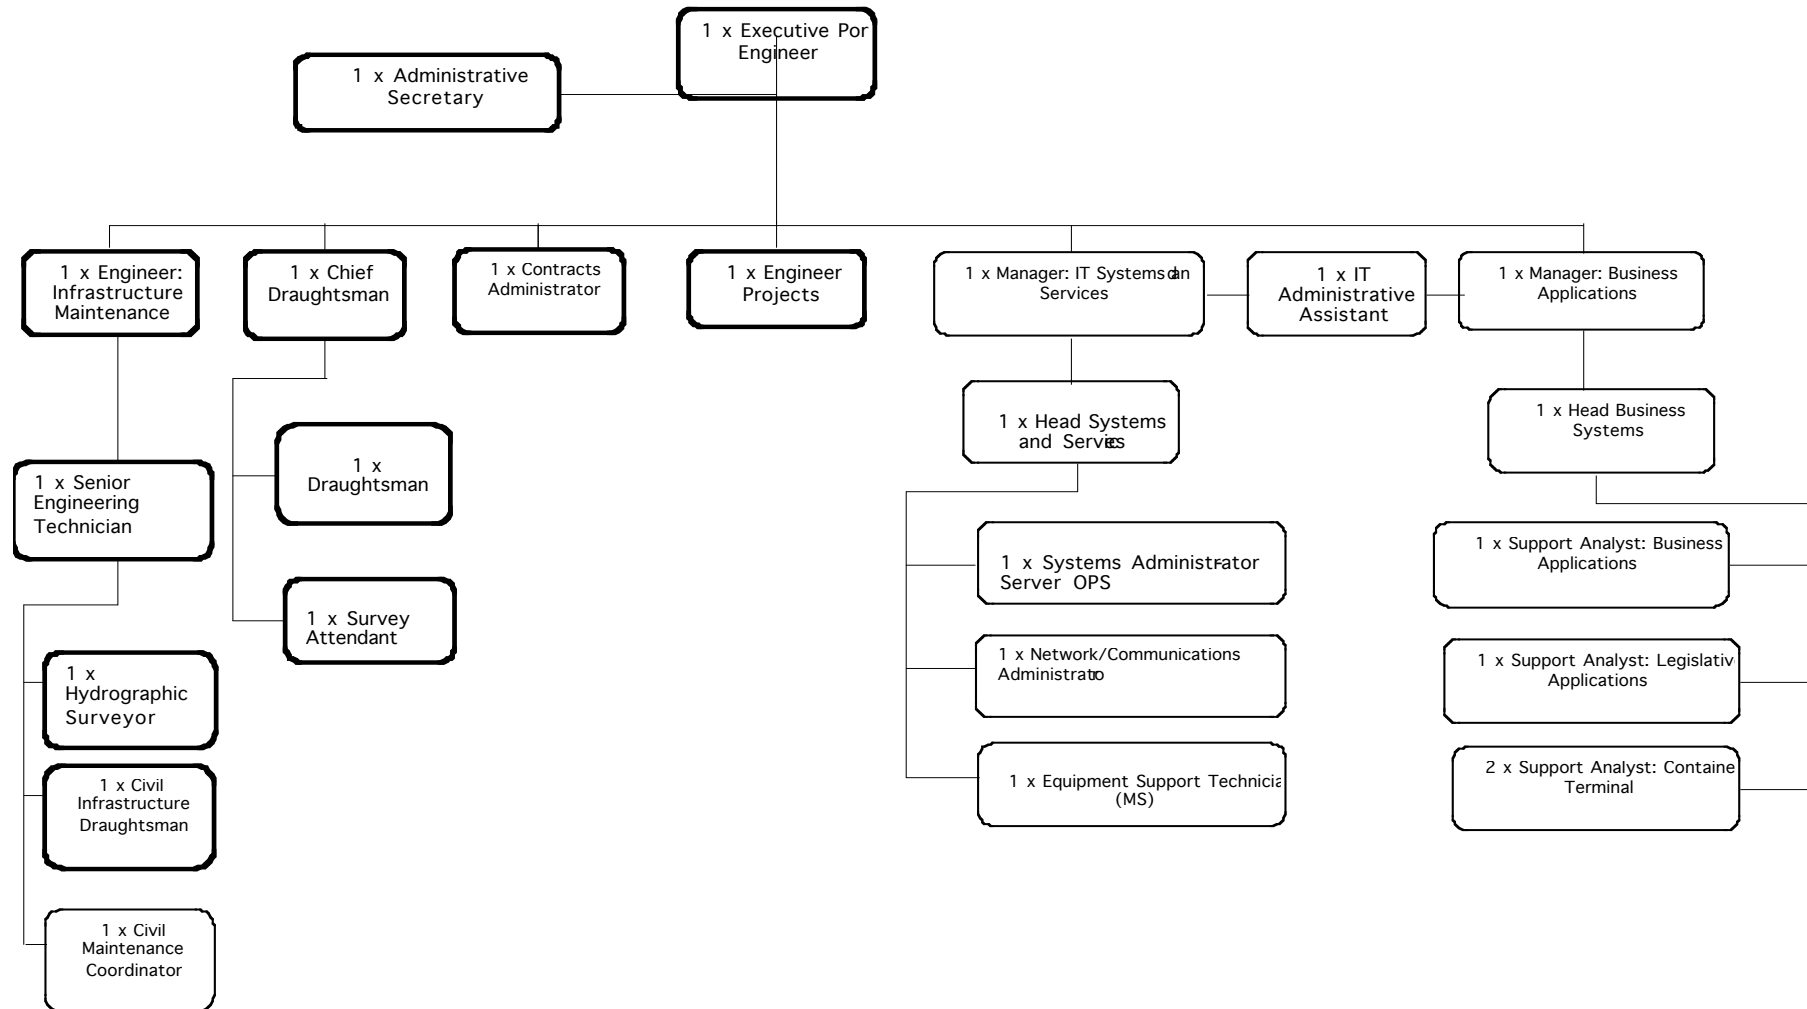 1 x Executive Por
Engineer
1 x Administrative
Secretary
1 x Engineer:
Infrastructure
Maintenance
1 x Chief
Draughtsman
1 x Contracts
Administrator
1 x Engineer
Projects
1 x Manager: IT Systems an
Services
1 x IT
Administrative
Assistant
1 x Manager: Business
Applications
1 x Head Systems
and Services
1 x Head Business
Systems
1 x
Draughtsman
1 x Senior
Engineering
Technician
1 x Systems Administrator-
Server OPS
1 x Support Analyst: Business
Applications
1 x Survey
Attendant
1 x Network/Communications
Administrator
1 x Support Analyst: Legislativ
Applications
1 x
Hydrographic
Surveyor
1 x Equipment Support Technicia
(MS)
2 x Support Analyst: Containe
Terminal
1 x Civil
Infrastructure
Draughtsman
1 x Civil
Maintenance
Coordinator